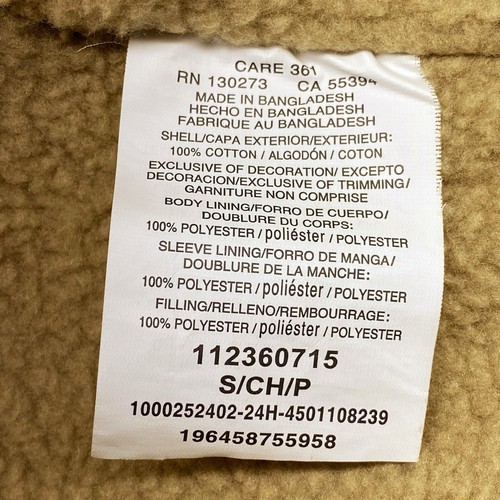 CARE 361
RN 130273 CA 55394
MADE IN BANGLADESH
HECHO EN BANGLADESH
FABRIQUE AU BANGLADESH
SHELL/CAPA EXTERIOR/EXTERIEUR:
100% COTTON / ALGODÓN / COTON
EXCLUSIVE OF DECORATION/ EXCEPTO
DECORACION/EXCLUSIVE OF TRIMMING/
GARNITURE NON COMPRISE
BODY LINING/FORRO DE CUERPO/
DOUBLURE DU CORPS:
100% POLYESTER / poliéster / POLYESTER
SLEEVE LINING/FORRO DE MANGA/
DOUBLURE DE LA MANCHE:
100% POLYESTER / poliéster / POLYESTER
FILLING/RELLENO/REMBOURRAGE:
100% POLYESTER / poliéster / POLYESTER
112360715
S/CH/P
1000252402-24H-4501108239
196458755958